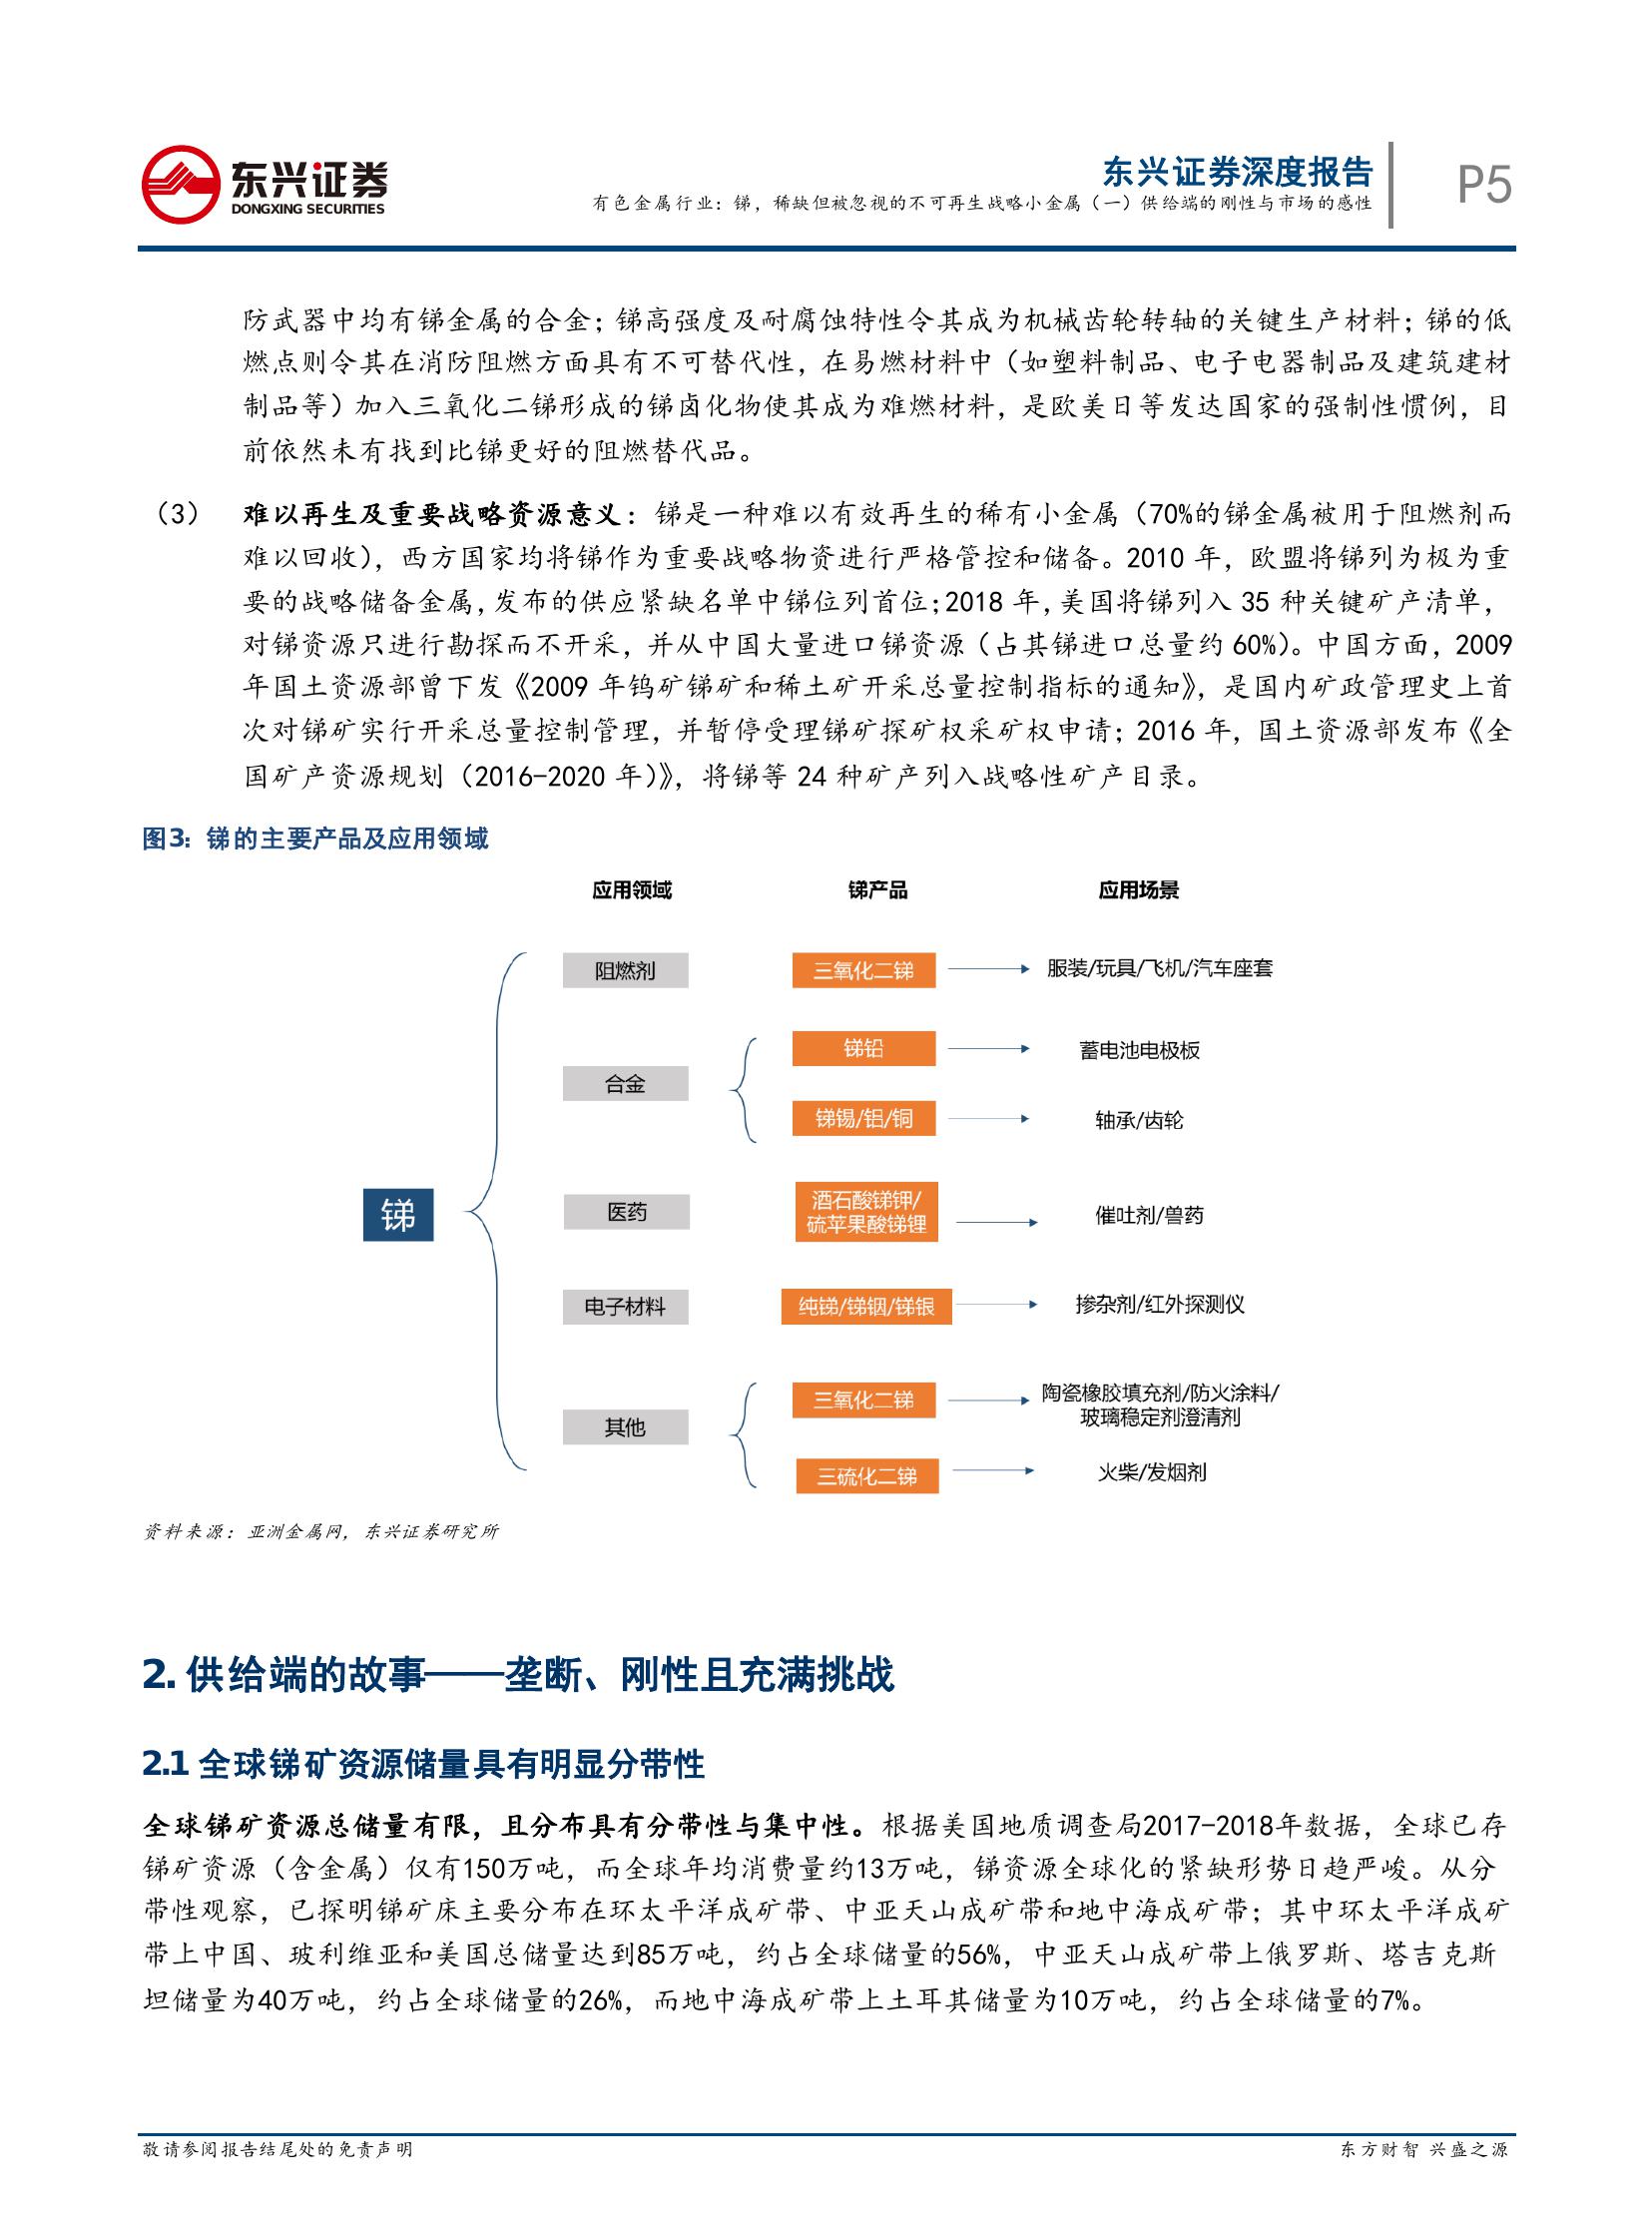 东兴证券
DONGXING SECURITIES
东兴证券深度报告
有色金属行业：锑，稀缺但被忽视的不可再生战略小金属（一）供给端的刚性与市场的感性
P5
防武器中均有锑金属的合金；锑高强度及耐腐蚀特性令其成为机械齿轮转轴的关键生产材料；锑的低
燃点则令其在消防阻燃方面具有不可替代性，在易燃材料中（如塑料制品、电子电器制品及建筑建材
制品等）加入三氧化二锑形成的锑卤化物使其成为难燃材料，是欧美日等发达国家的强制性惯例，目
前依然未有找到比锑更好的阻燃替代品。
（3） 难以再生及重要战略资源意义：锑是一种难以有效再生的稀有小金属（70%的锑金属被用于阻燃剂而
难以回收），西方国家均将锑作为重要战略物资进行严格管控和储备。2010 年，欧盟将锑列为极为重
要的战略储备金属，发布的供应紧缺名单中锑位列首位；2018 年，美国将锑列入 35 种关键矿产清单，
对锑资源只进行勘探而不开采，并从中国大量进口锑资源（占其锑进口总量约 60%）。中国方面，2009
年国土资源部曾下发《2009 年钨矿锑矿和稀土矿开采总量控制指标的通知》，是国内矿政管理史上首
次对锑矿实行开采总量控制管理，并暂停受理锑矿探矿权采矿权申请；2016 年，国土资源部发布《全
国矿产资源规划（2016-2020 年）》，将锑等 24 种矿产列入战略性矿产目录。
图3：锑的主要产品及应用领域
应用领域 锑产品 应用场景
阻燃剂 三氧化二锑 服装/玩具/飞机/汽车座套
锑铅 蓄电池电极板
合金
锑锡/铝/铜 轴承/齿轮
锑
医药
酒石酸锑钾/
硫苹果酸锑锂
催吐剂/兽药
电子材料 纯锑/锑铟/锑银 掺杂剂/红外探测仪
三氧化二锑
陶瓷橡胶填充剂/防火涂料/
玻璃稳定剂澄清剂
其他
三硫化二锑 火柴/发烟剂
资料来源：亚洲金属网，东兴证券研究所
2. 供给端的故事——垄断、刚性且充满挑战
2.1 全球锑矿资源储量具有明显分带性
全球锑矿资源总储量有限，且分布具有分带性与集中性。根据美国地质调查局2017-2018年数据，全球已存
锑矿资源（含金属）仅有150万吨，而全球年均消费量约13万吨，锑资源全球化的紧缺形势日趋严峻。从分
带性观察，已探明锑矿床主要分布在环太平洋成矿带、中亚天山成矿带和地中海成矿带；其中环太平洋成矿
带上中国、玻利维亚和美国总储量达到85万吨，约占全球储量的56%，中亚天山成矿带上俄罗斯、塔吉克斯
坦储量为40万吨，约占全球储量的26%，而地中海成矿带上土耳其储量为10万吨，约占全球储量的7%。
敬请参阅报告结尾处的免责声明
东方财智 兴盛之源